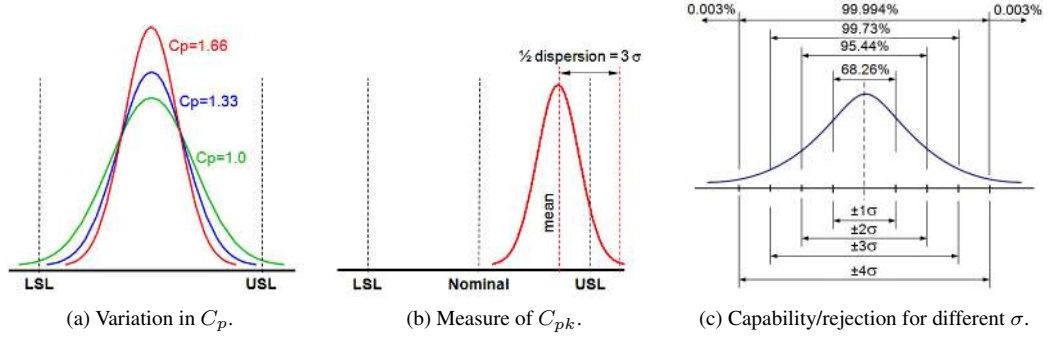 Cp=1.66
Cp=1.33
Cp=1.0
LSL
USL
(a) Variation in Cp.
½ dispersion = 3 σ
mean
LSL
Nominal
USL
(b) Measure of Cpk.
0.003%
99.994%
0.003%
99.73%
95.44%
68.26%
±1σ
±2σ
±3σ
±4σ
(c) Capability/rejection for different σ.